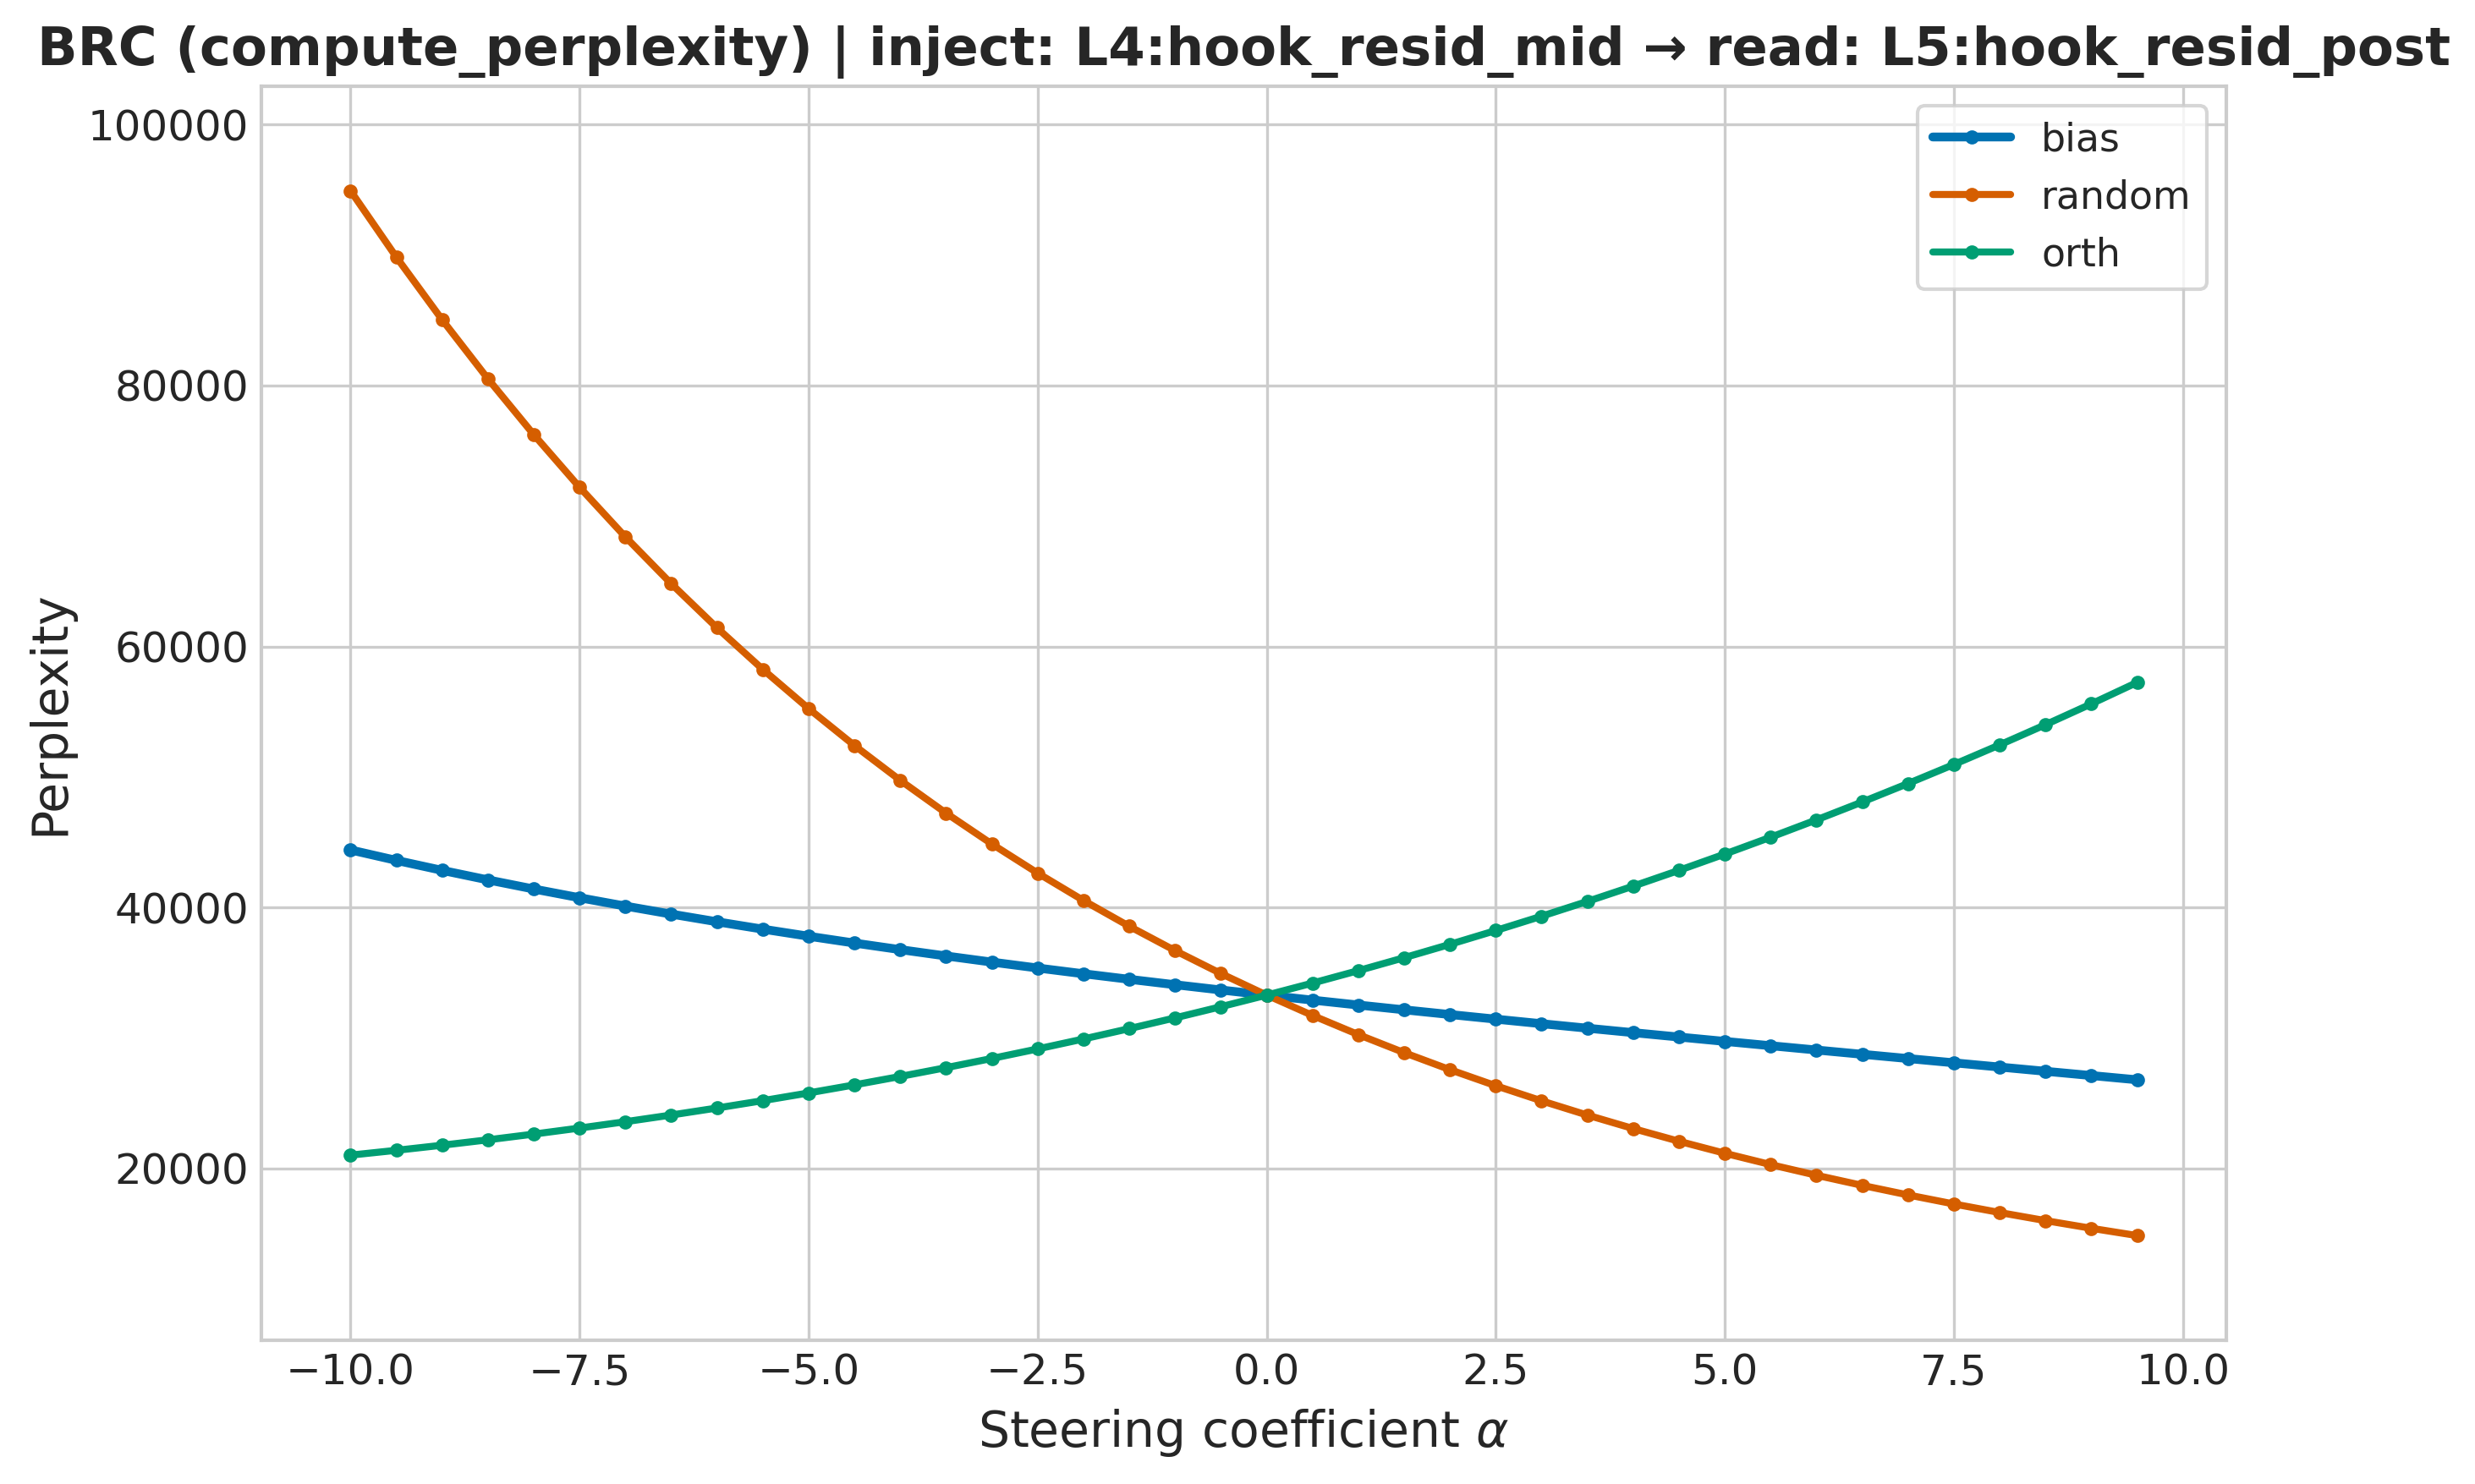 BRC (compute_perplexity) | inject: L4:hook_resid_mid → read: L5:hook_resid_post
100000
80000
60000
40000
20000
Perplexity
bias
random
orth
−10.0 −7.5 −5.0 −2.5 0.0 2.5 5.0 7.5 10.0
Steering coefficient α